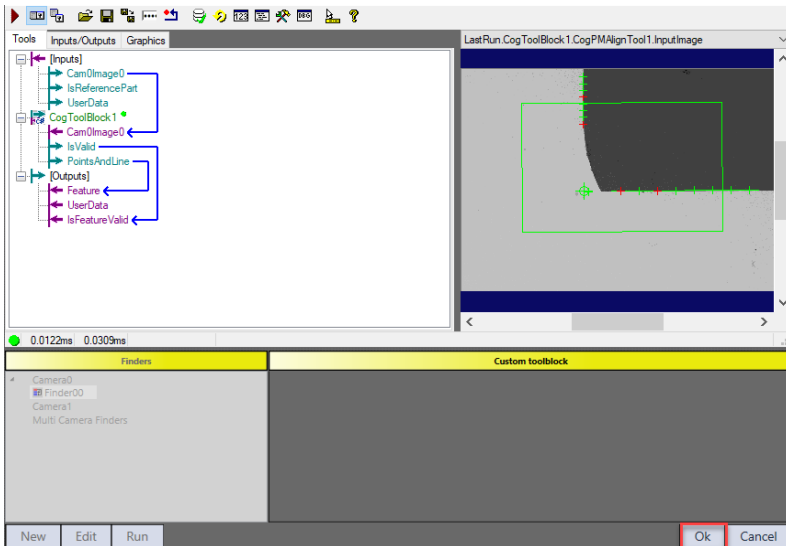 Tools Inputs/Outputs Graphics
LastRun.CogToolBlock1.CogPMAlignTool1.InputImage
[Inputs]
Cam0Image0
IsReferencePart
UserData
CogToolBlock1
Cam0Image0
IsValid
PointsAndLine
[Outputs]
Feature
UserData
IsFeatureValid
0.0122ms 0.0309ms
Finders
Custom toolblock
Camera0
Finder00
Camera1
Multi Camera Finders
New Edit Run
Ok Cancel